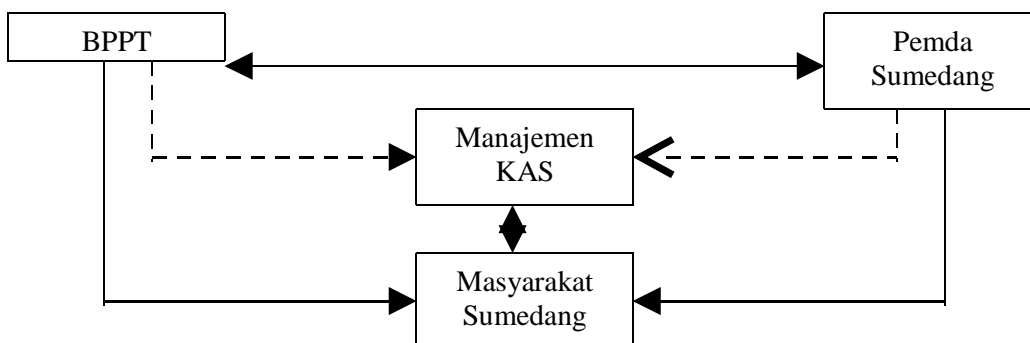 BPPT
Pemda
Sumedang
Manajemen
KAS
Masyarakat
Sumedang